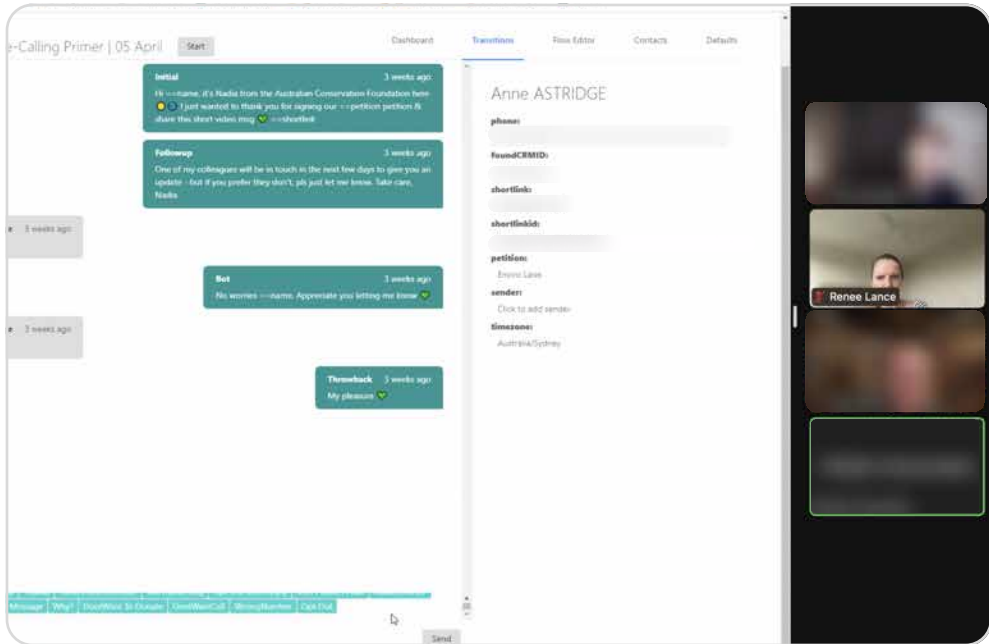 e-Calling Primer | 05 April
Start
Dashboard
Transitions
Flow Editor
Contacts
Defaults
Initial
3 weeks ago
Hi ~~name, it's Nadia from the Australian Conservation Foundation here
I just wanted to thank you for signing our ~~petition petition &
share this short video msg 💚 ~~shortlink
Followup
3 weeks ago
One of my colleagues will be in touch in the next few days to give you an
update - but if you prefer they don't, pls just let me know. Take care,
Nadia
e
3 weeks ago
Bot
3 weeks ago
No worries ~~name. Appreciate you letting me know 💚
e
3 weeks ago
Throwback
3 weeks ago
My pleasure 💚
Message
Why?
DontWant To Donate
DontWantCall
WrongNumber
Opt Out
Send
Anne ASTRIDGE
phone:
foundCRMID:
shortlink:
shortlinkid:
petition:
Enviro Laws
sender:
Click to add sender
timezone:
Australia/Sydney
Renee Lance